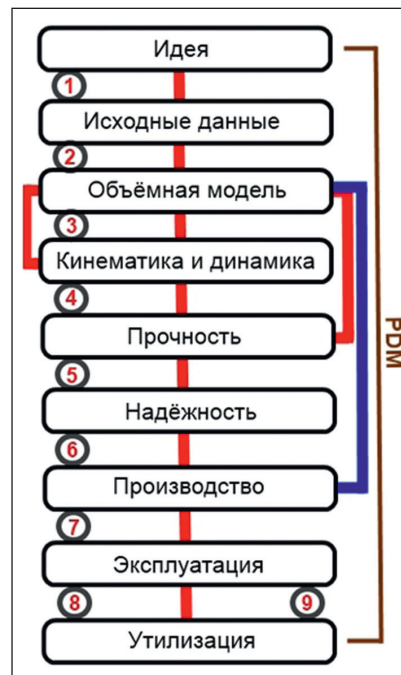 Идея
1
Исходные данные
2
Объёмная модель
3
Кинематика и динамика
4
Прочность
5
Надёжность
6
Производство
7
Эксплуатация
8
9
Утилизация
PDM